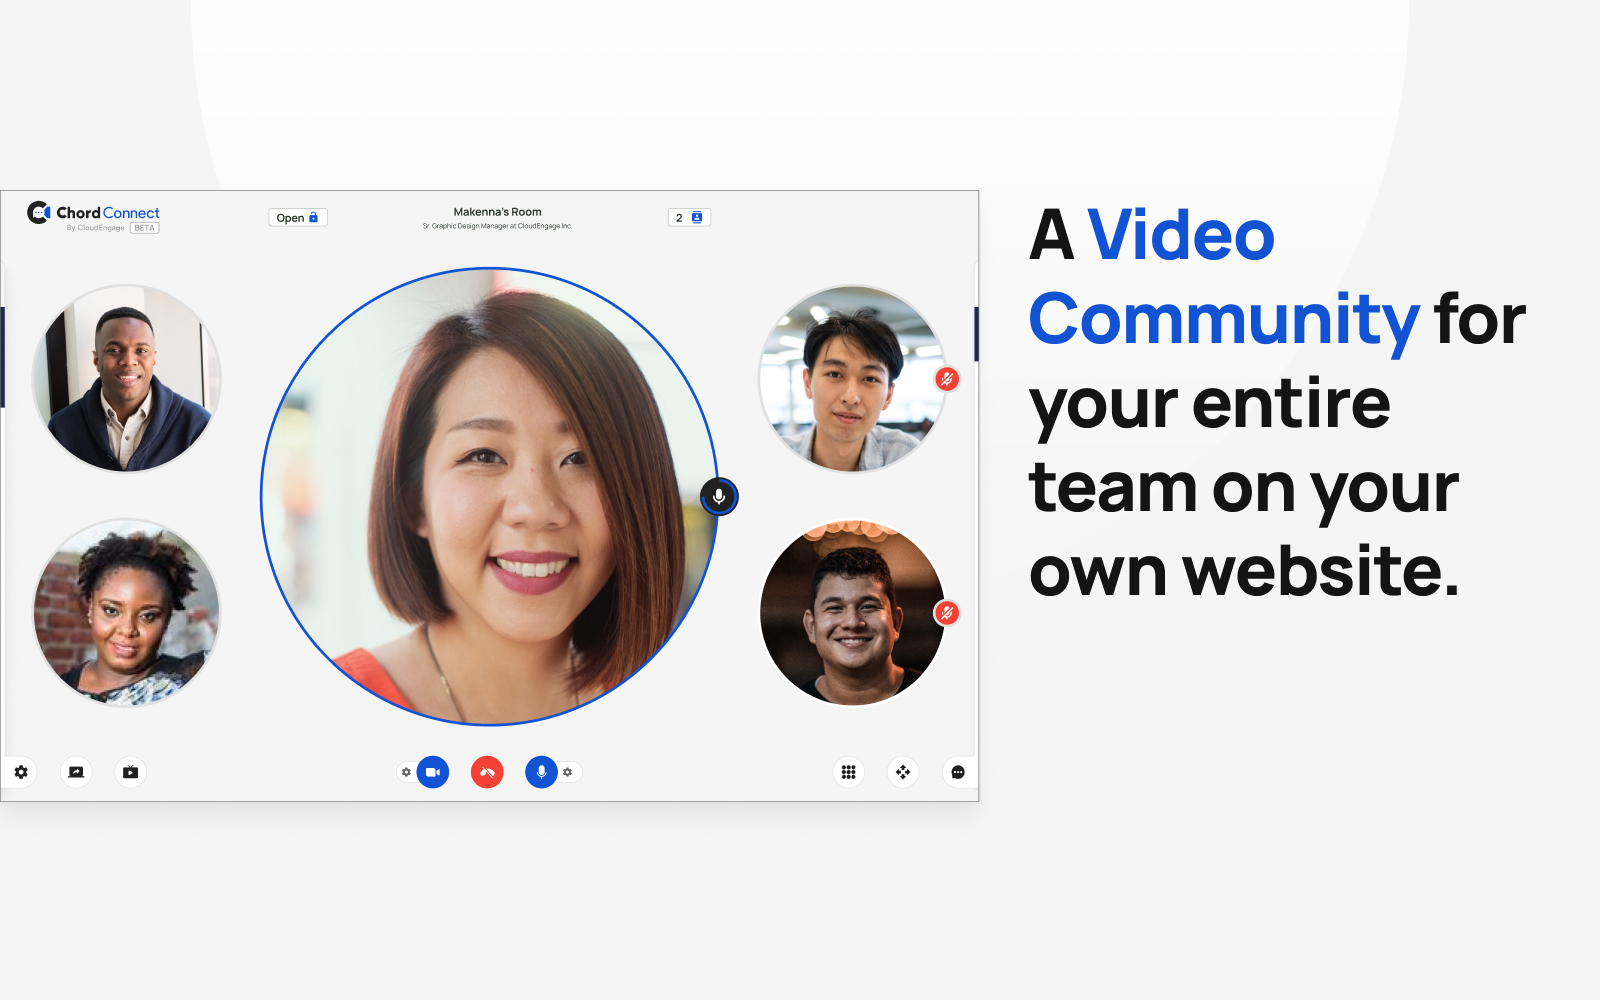 Chord Connect
By CloudEngage BETA
Open
Makenna's Room
Sr. Graphic Design Manager at CloudEngage Inc.
2
A Video
Community for
your entire
team on your
own website.